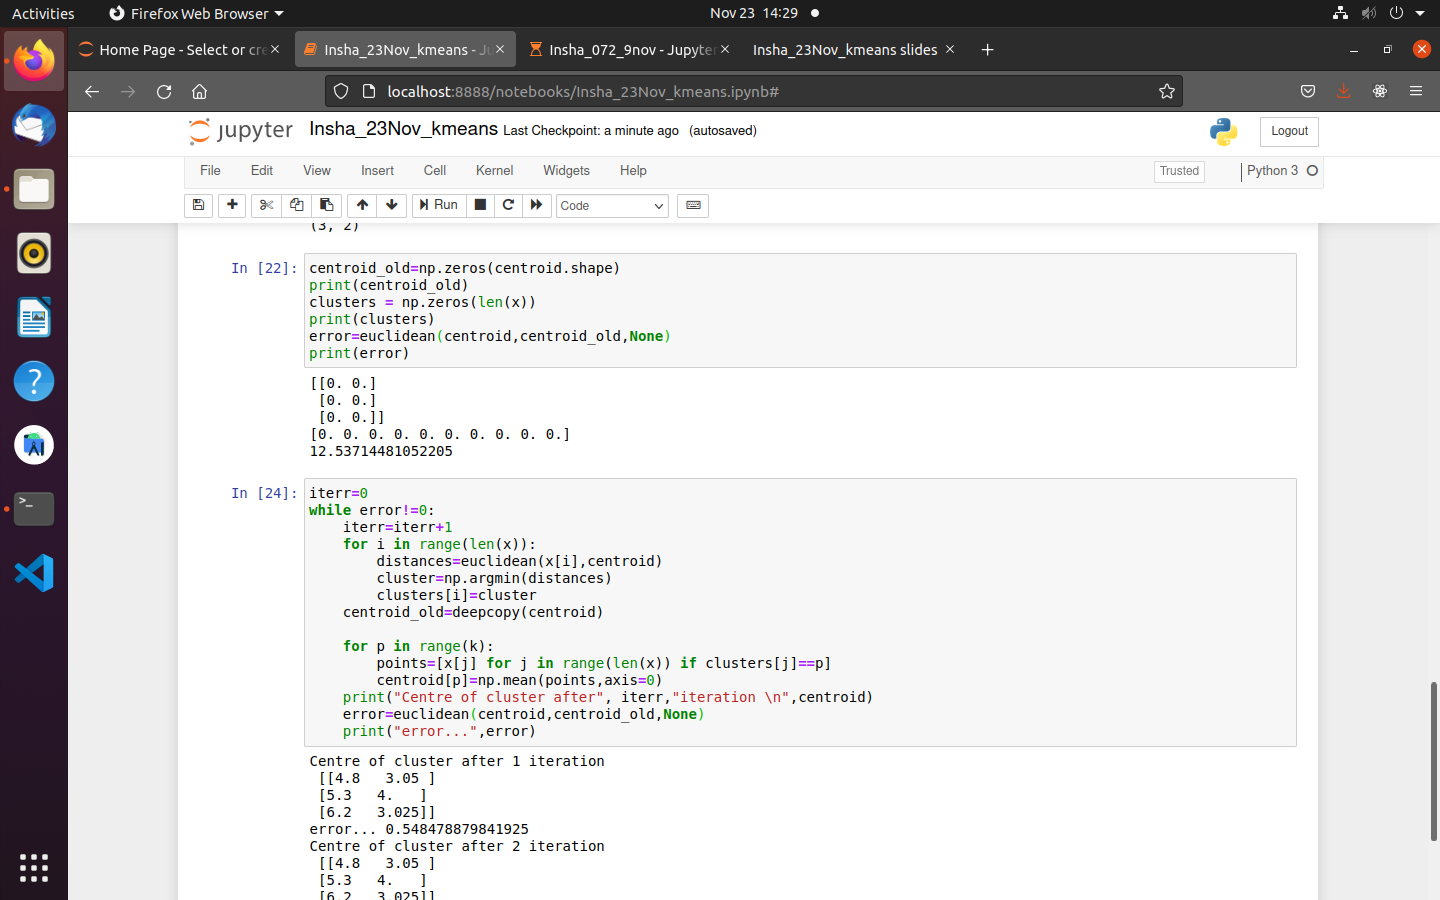 Activities
Firefox Web Browser
Nov 23 14:29
Home Page - Select or cre
Insha_23Nov_kmeans - Ju
Insha_072_9nov - Jupyter
Insha_23Nov_kmeans slides
localhost:8888/notebooks/Insha_23Nov_kmeans.ipynb#
jupyter Insha_23Nov_kmeans Last Checkpoint: a minute ago (autosaved)
Logout
File Edit View Insert Cell Kernel Widgets Help
Trusted
Python 3
Run
Code
(3, 2)
In [22]:
centroid_old=np.zeros(centroid.shape)
print(centroid_old)
clusters = np.zeros(len(x))
print(clusters)
error=euclidean(centroid,centroid_old,None)
print(error)
[[0. 0.]
 [0. 0.]
 [0. 0.]]
[0. 0. 0. 0. 0. 0. 0. 0. 0. 0.]
12.53714481052205
In [24]:
iterr=0
while error!=0:
    iterr=iterr+1
    for i in range(len(x)):
        distances=euclidean(x[i],centroid)
        cluster=np.argmin(distances)
        clusters[i]=cluster
    centroid_old=deepcopy(centroid)
    for p in range(k):
        points=[x[j] for j in range(len(x)) if clusters[j]==p]
        centroid[p]=np.mean(points,axis=0)
    print("Centre of cluster after", iterr,"iteration \n",centroid)
    error=euclidean(centroid,centroid_old,None)
    print("error...",error)
Centre of cluster after 1 iteration
 [[4.8   3.05 ]
 [5.3   4.   ]
 [6.2   3.025]]
error... 0.548478879841925
Centre of cluster after 2 iteration
 [[4.8   3.05 ]
 [5.3   4.   ]
 [6.2   3.025]]